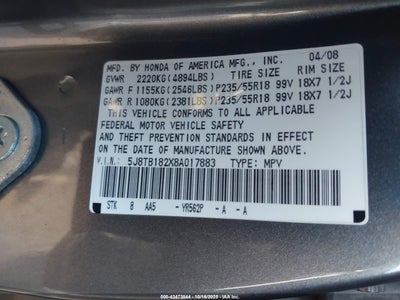 MFD. BY HONDA OF AMERICA MFG., INC. 04/08
GVWR 2220KG(4894LBS) TIRE SIZE RIM SIZE
GAWR F 1155KG(2546LBS)P235/55R18 99V 18X7 1/2J
GAWR R 1080KG(2381LBS)P235/55R18 99V 18X7 1/2J
THIS VEHICLE CONFORMS TO ALL APPLICABLE
FEDERAL MOTOR VEHICLE SAFETY
AND THEFT PREVENTION STANDARDS IN EFFECT
ON THE DATE OF MANUFACTURE SHOWN ABOVE.
V.I.N.: 5J8TB182X8A017883 TYPE: MPV
STK 8 AA5 -YR562P -A -A
000-43473944 - 10/16/2025 - IAA Inc.